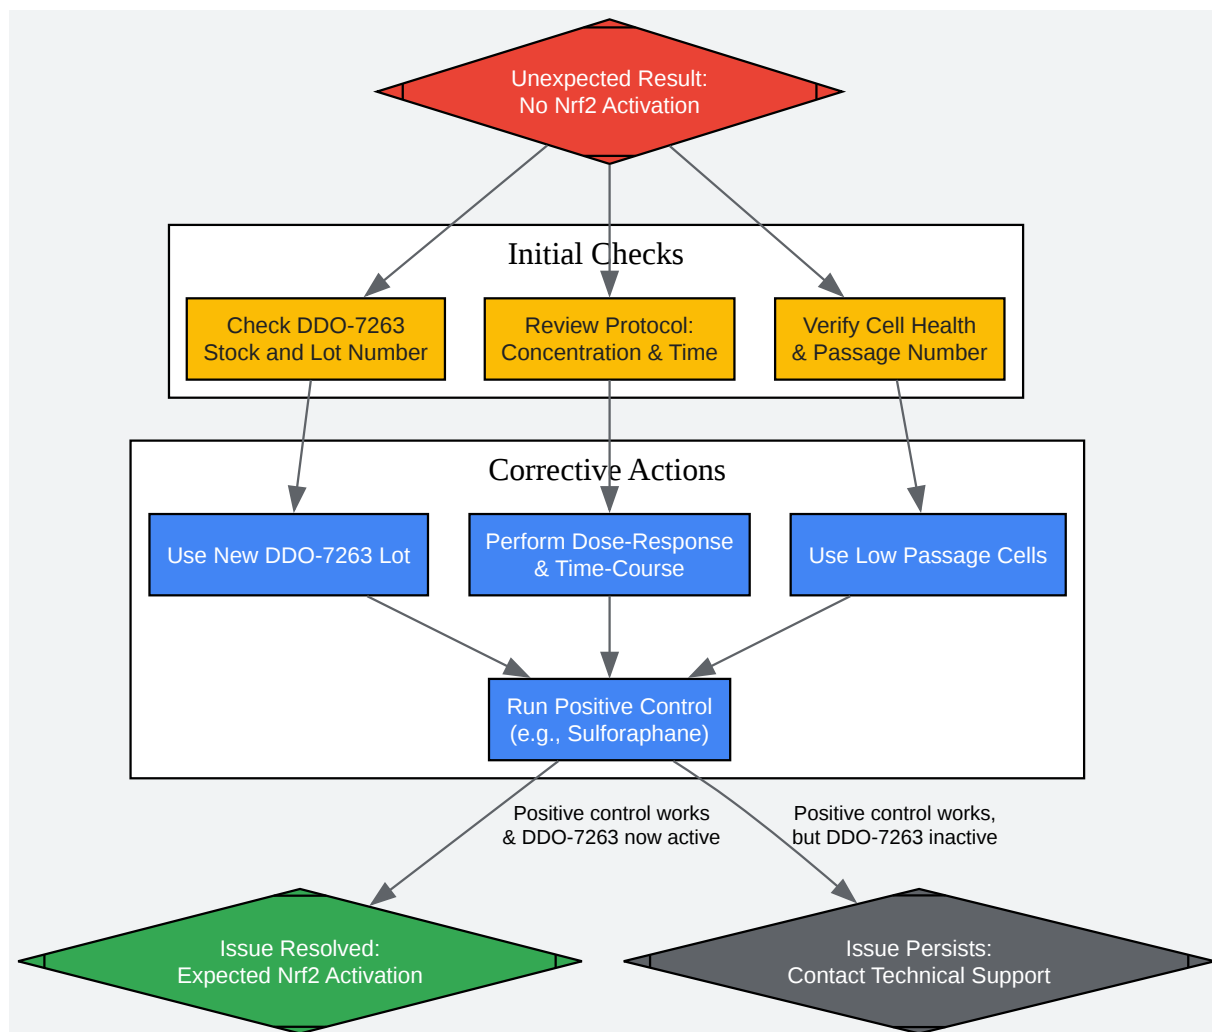 Unexpected Result:
No Nrf2 Activation
Initial Checks
Check DDO-7263
Stock and Lot Number
Review Protocol:
Concentration & Time
Verify Cell Health
& Passage Number
Corrective Actions
Use New DDO-7263 Lot
Perform Dose-Response
& Time-Course
Use Low Passage Cells
Run Positive Control
(e.g., Sulforaphane)
Positive control works
& DDO-7263 now active
Positive control works,
but DDO-7263 inactive
Issue Resolved:
Expected Nrf2 Activation
Issue Persists:
Contact Technical Support